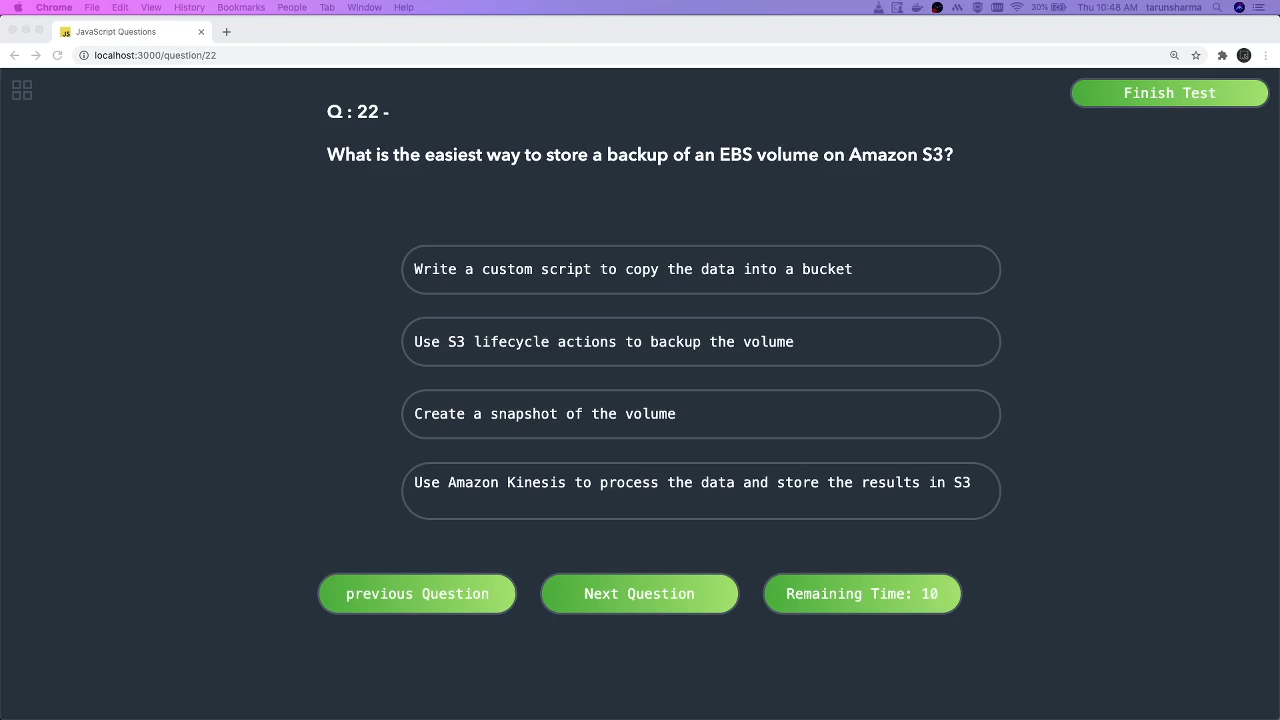 Chrome File Edit View History Bookmarks People Tab Window Help 30% Thu 10:48 AM tarunsharma
JS JavaScript Questions
localhost:3000/question/22
Finish Test
Q : 22 -
What is the easiest way to store a backup of an EBS volume on Amazon S3?
Write a custom script to copy the data into a bucket
Use S3 lifecycle actions to backup the volume
Create a snapshot of the volume
Use Amazon Kinesis to process the data and store the results in S3
previous Question Next Question Remaining Time: 10